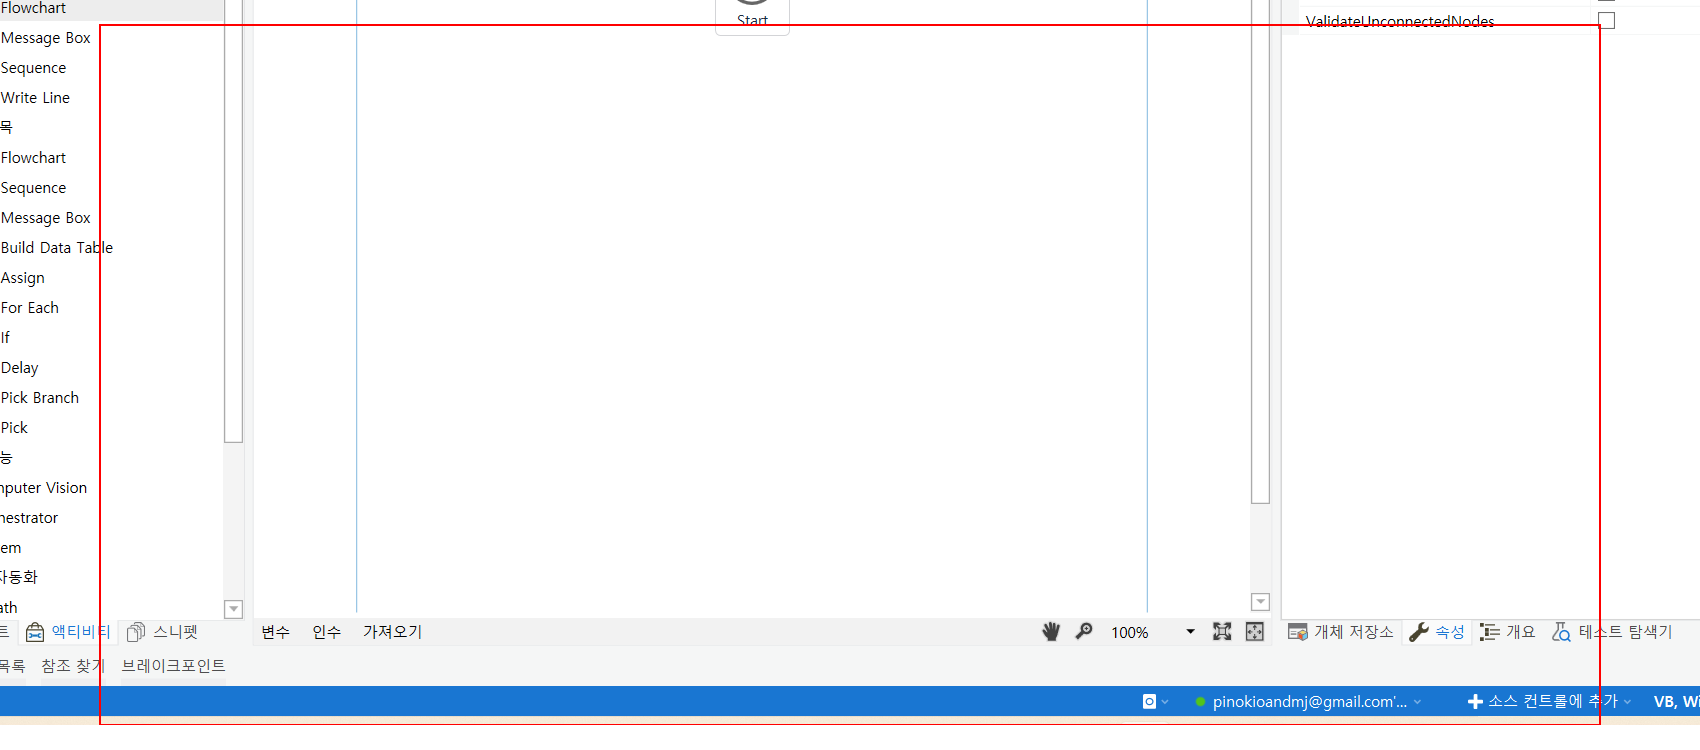 Flowchart
Message Box
Sequence
Write Line
목
Flowchart
Sequence
Message Box
Build Data Table
Assign
For Each
If
Delay
Pick Branch
Pick
능
nputer Vision
nestrator
em
자동화
ath
트 액티비티 스니펫
Start
ValidateUnconnectedNodes
변수 인수 가져오기 100%
개체 저장소 속성 개요 테스트 탐색기
목록 참조 찾기 브레이크포인트
pinokioandmj@gmail.com'... 소스 컨트롤에 추가 VB, Wi